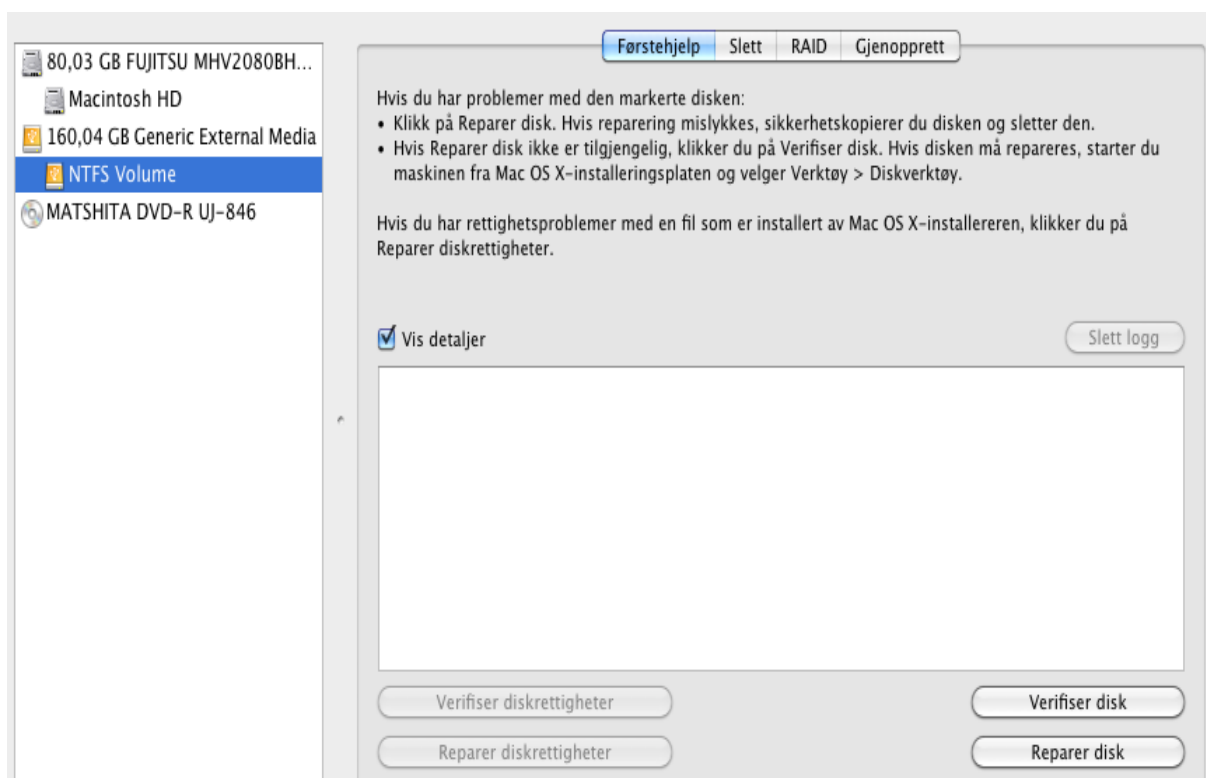 80,03 GB FUJITSU MHV2080BH...
Macintosh HD
160,04 GB Generic External Media
NTFS Volume
MATSHITA DVD-R UJ-846
Førstehjelp Slett RAID Gjenopprett
Hvis du har problemer med den markerte disken:
• Klikk på Reparer disk. Hvis reparering mislykkes, sikkerhetskopierer du disken og sletter den.
• Hvis Reparer disk ikke er tilgjengelig, klikker du på Verifiser disk. Hvis disken må repareres, starter du
maskinen fra Mac OS X-installeringsplaten og velger Verktøy > Diskverktøy.
Hvis du har rettighetsproblemer med en fil som er installert av Mac OS X-installereren, klikker du på
Reparer diskrettigheter.
Vis detaljer
Slett logg
Verifiser diskrettigheter
Verifiser disk
Reparer diskrettigheter
Reparer disk